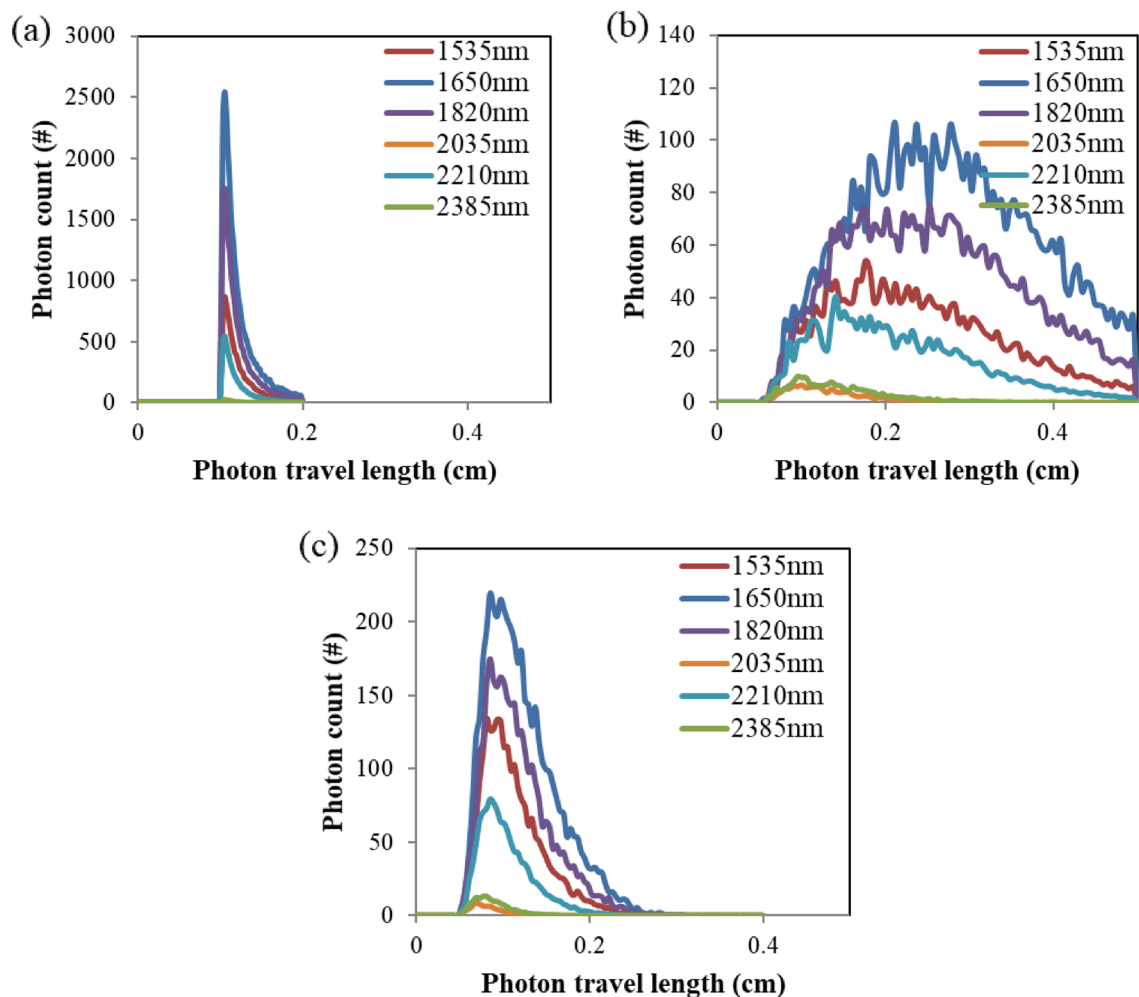 (a)
3000
2500
2000
1500
1000
500
0
Photon count (#)
0
0.2
0.4
Photon travel length (cm)
1535nm
1650nm
1820nm
2035nm
2210nm
2385nm
(b)
140
120
100
80
60
40
20
0
Photon count (#)
0
0.2
0.4
Photon travel length (cm)
1535nm
1650nm
1820nm
2035nm
2210nm
2385nm
(c)
250
200
150
100
50
0
Photon count (#)
0
0.2
0.4
Photon travel length (cm)
1535nm
1650nm
1820nm
2035nm
2210nm
2385nm